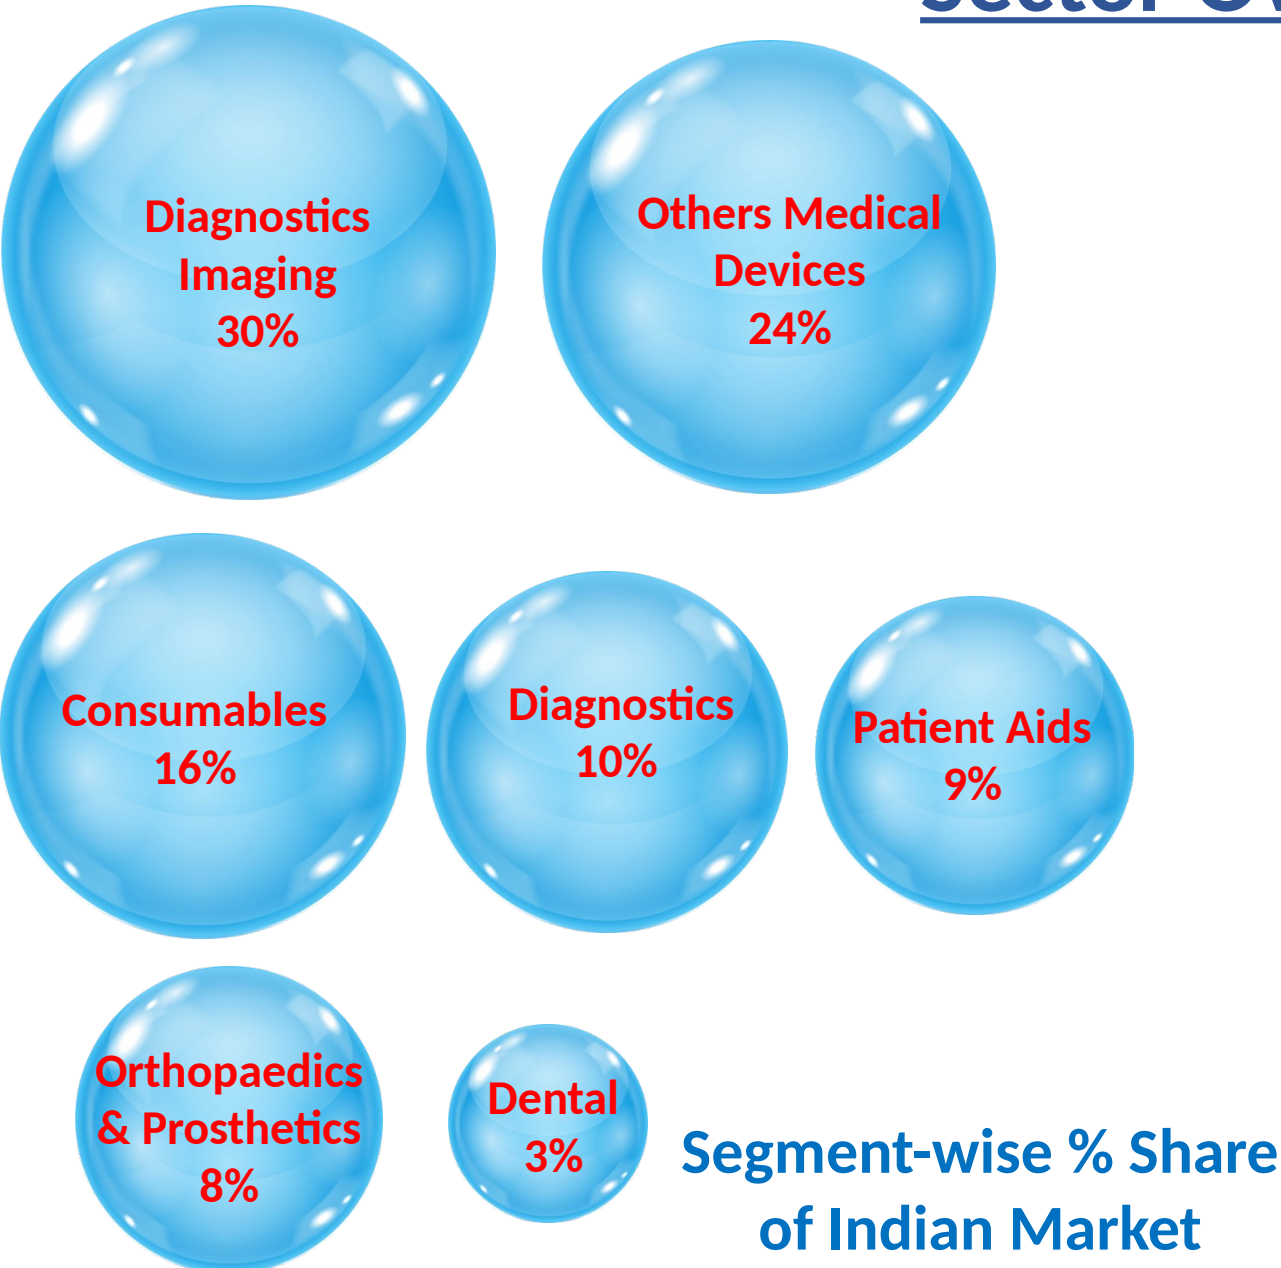 Diagnostics
Imaging
30%
Others Medical
Devices
24%
Consumables
16%
Diagnostics
10%
Patient Aids
9%
Orthopaedics
& Prosthetics
8%
Dental
3%
Segment-wise % Share
of Indian Market